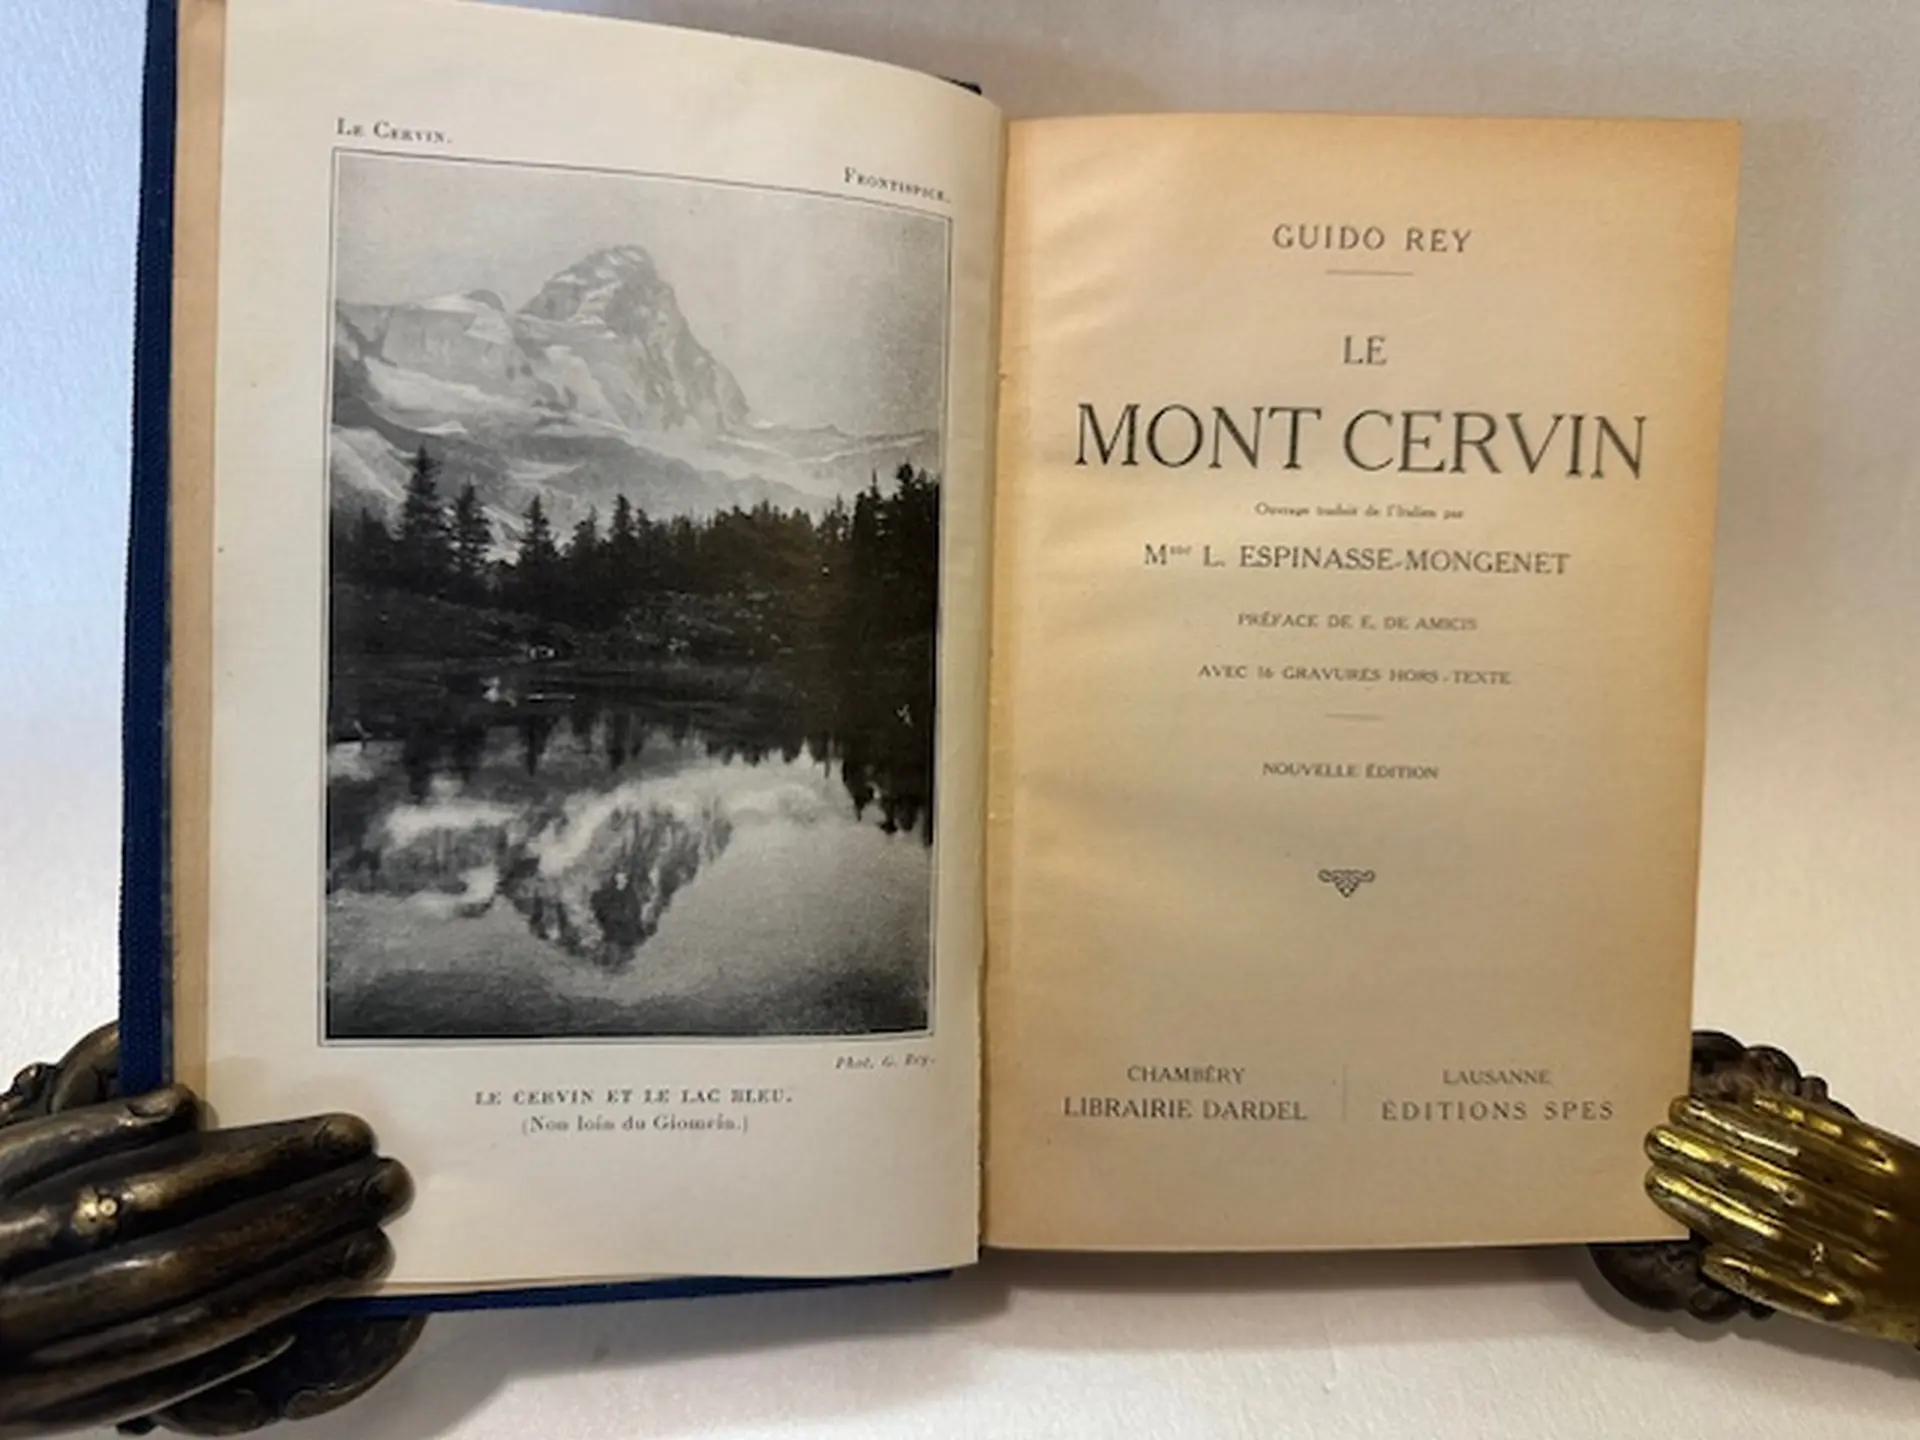 LE CERVIN.
FRONTISPICE.
Phot. G. Rey.
LE CERVIN ET LE LAC BLEU.
(Non loin du Giomein.)
GUIDO REY
LE
MONT CERVIN
Ouvrage traduit de l'Italien par
Mme L. ESPINASSE-MONGENET
PRÉFACE DE E. DE AMICIS
AVEC 16 GRAVURES HORS-TEXTE
NOUVELLE ÉDITION
CHAMBÉRY
LIBRAIRIE DARDEL
LAUSANNE
ÉDITIONS SPES